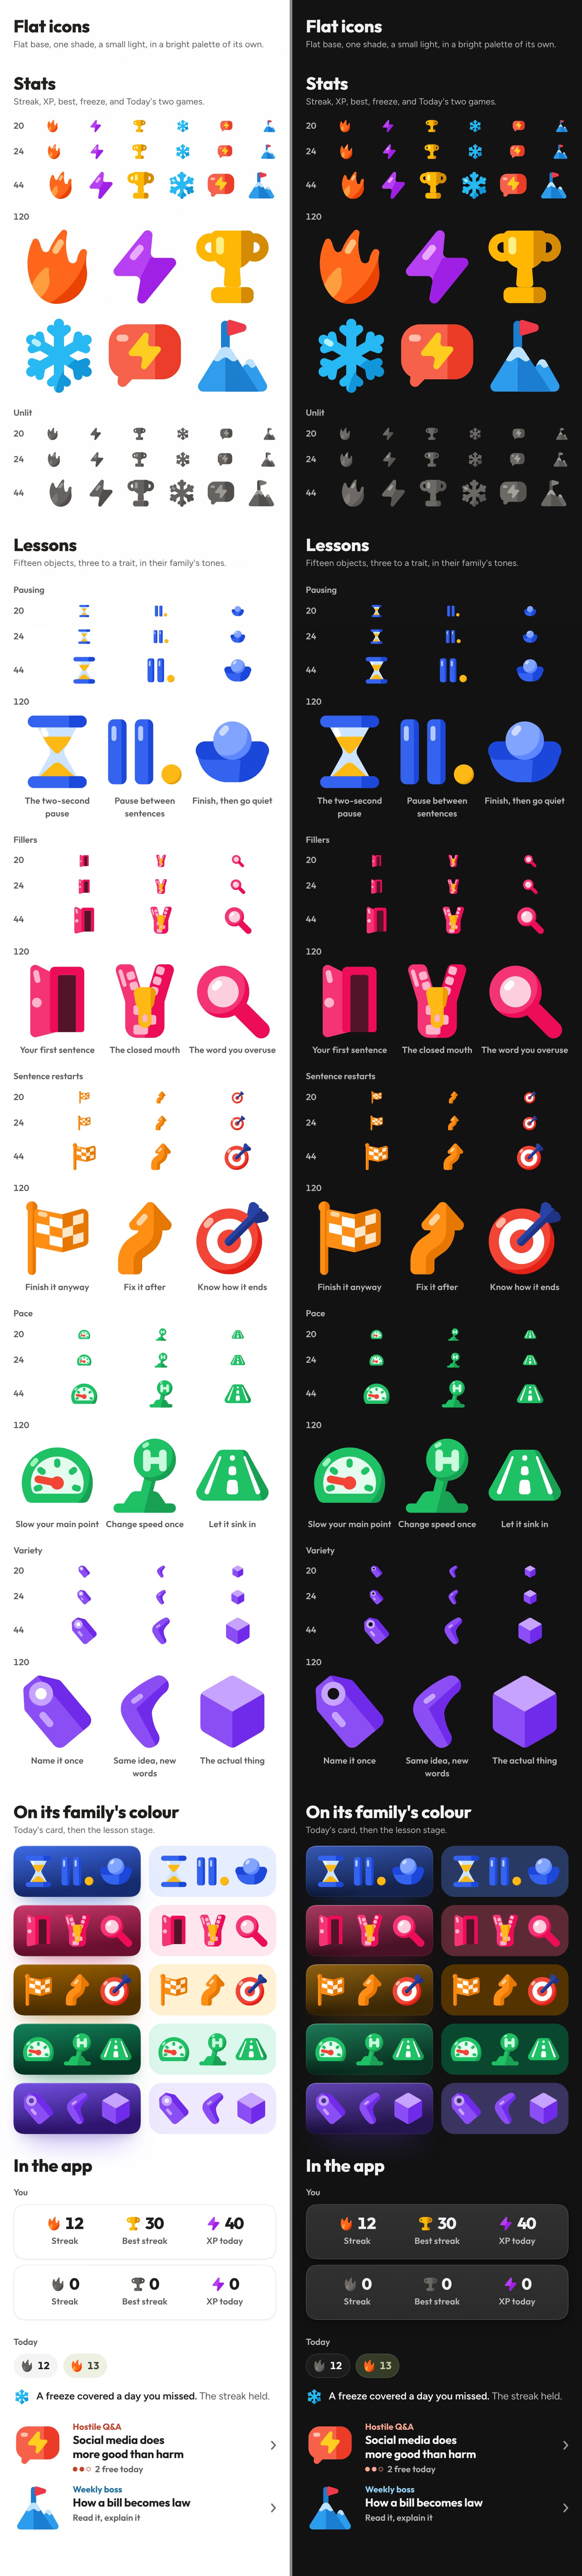 Flat icons
Flat base, one shade, a small light, in a bright palette of its own.
Stats
Streak, XP, best, freeze, and Today's two games.
20
24
44
120
Unlit
20
24
44
Lessons
Fifteen objects, three to a trait, in their family's tones.
Pausing
20
24
44
120
The two-second pause
Pause between sentences
Finish, then go quiet
Fillers
20
24
44
120
Your first sentence
The closed mouth
The word you overuse
Sentence restarts
20
24
44
120
Finish it anyway
Fix it after
Know how it ends
Pace
20
24
44
120
H
Slow your main point
Change speed once
Let it sink in
Variety
20
24
44
120
Name it once
Same idea, new words
The actual thing
On its family's colour
Today's card, then the lesson stage.
In the app
You
12
Streak
30
Best streak
40
XP today
0
Streak
0
Best streak
0
XP today
Today
12
13
A freeze covered a day you missed. The streak held.
Hostile Q&A
Social media does
more good than harm
2 free today
Weekly boss
How a bill becomes law
Read it, explain it
Flat icons
Flat base, one shade, a small light, in a bright palette of its own.
Stats
Streak, XP, best, freeze, and Today's two games.
20
24
44
120
Unlit
20
24
44
Lessons
Fifteen objects, three to a trait, in their family's tones.
Pausing
20
24
44
120
The two-second pause
Pause between sentences
Finish, then go quiet
Fillers
20
24
44
120
Your first sentence
The closed mouth
The word you overuse
Sentence restarts
20
24
44
120
Finish it anyway
Fix it after
Know how it ends
Pace
20
24
44
120
H
Slow your main point
Change speed once
Let it sink in
Variety
20
24
44
120
Name it once
Same idea, new words
The actual thing
On its family's colour
Today's card, then the lesson stage.
In the app
You
12
Streak
30
Best streak
40
XP today
0
Streak
0
Best streak
0
XP today
Today
12
13
A freeze covered a day you missed. The streak held.
Hostile Q&A
Social media does
more good than harm
2 free today
Weekly boss
How a bill becomes law
Read it, explain it